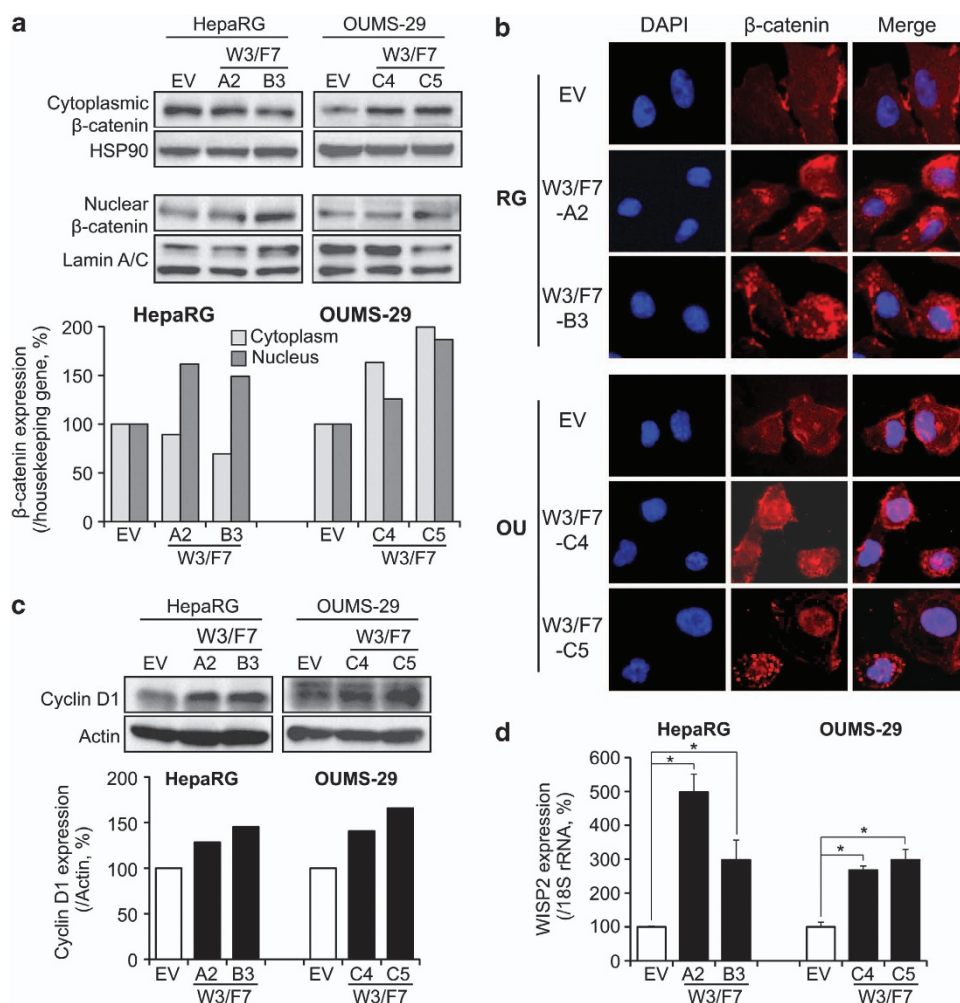 a
HepaRG OUMS-29
W3/F7 W3/F7
EV A2 B3 EV C4 C5
Cytoplasmic
β-catenin
HSP90
Nuclear
β-catenin
Lamin A/C
β-catenin expression
(/housekeeping gene, %)
200
150
100
50
0
HepaRG OUMS-29
Cytoplasm
Nucleus
EV A2 B3 EV C4 C5
W3/F7 W3/F7
b
DAPI β-catenin Merge
RG
EV
W3/F7
-A2
W3/F7
-B3
OU
EV
W3/F7
-C4
W3/F7
-C5
c
HepaRG OUMS-29
W3/F7 W3/F7
EV A2 B3 EV C4 C5
Cyclin D1
Actin
Cyclin D1 expression
(/Actin, %)
200
150
100
50
0
HepaRG OUMS-29
EV A2 B3 EV C4 C5
W3/F7 W3/F7
d
HepaRG OUMS-29
WISP2 expression
(/18S rRNA, %)
600
500
400
300
200
100
0
* * * *
EV A2 B3 EV C4 C5
W3/F7 W3/F7